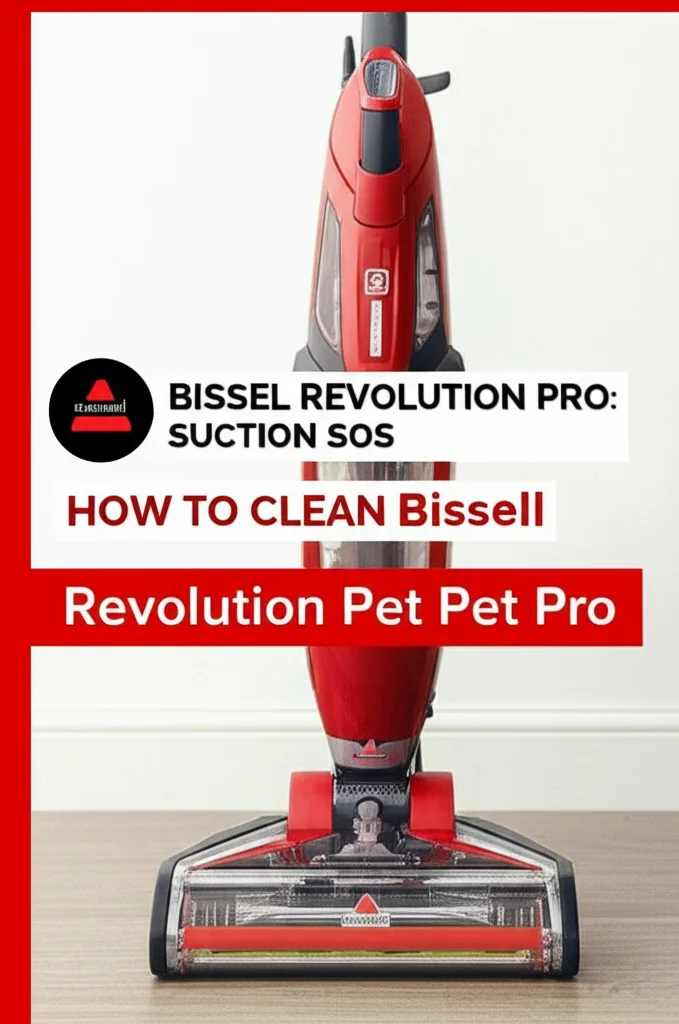 BISSEL REVOLUTION PRO:
SUCTION SOS
HOW TO CLEAN Bissell
Revolution Pet Pet Pro